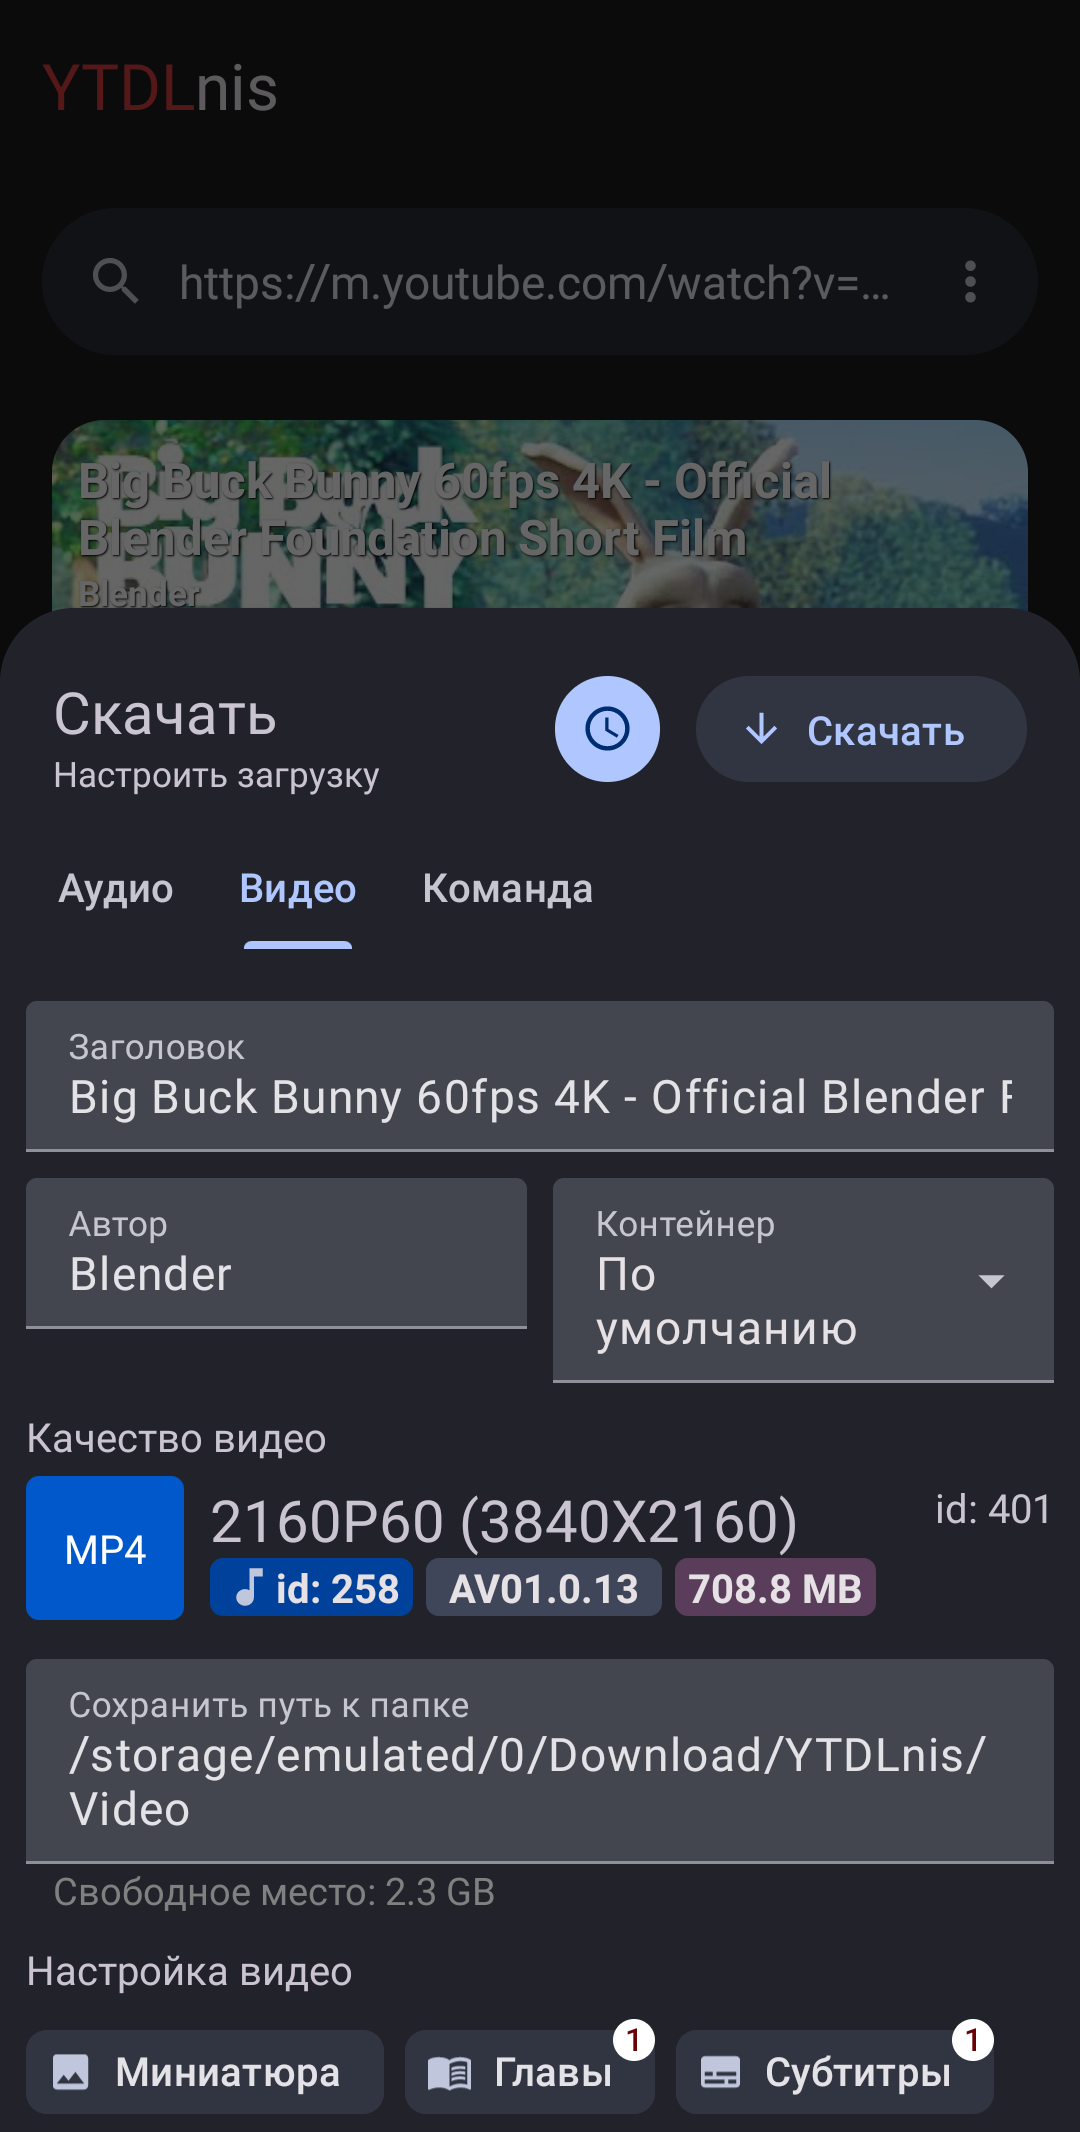 YTDLnis
https://m.youtube.com/watch?v=...
Big Buck Bunny 60fps 4K - Official
Blender Foundation Short Film
Blender
Big Buck
BUNNY
Скачать
Настроить загрузку
Скачать
Аудио Видео Команда
Заголовок
Big Buck Bunny 60fps 4K - Official Blender F
Автор
Blender
Контейнер
По
умолчанию
Качество видео
MP4
2160P60 (3840X2160)
id: 401
id: 258 AV01.0.13 708.8 MB
Сохранить путь к папке
/storage/emulated/0/Download/YTDLnis/
Video
Свободное место: 2.3 GB
Настройка видео
Миниатюра Главы 1 Субтитры 1